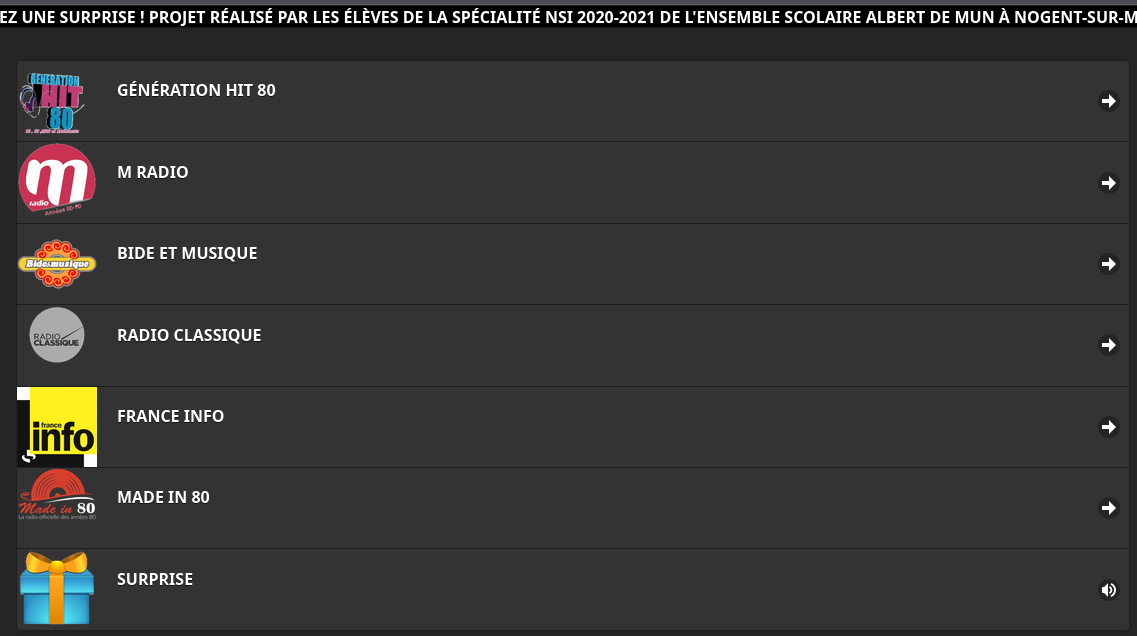 EZ UNE SURPRISE ! PROJET RÉALISÉ PAR LES ÉLÈVES DE LA SPÉCIALITÉ NSI 2020-2021 DE L'ENSEMBLE SCOLAIRE ALBERT DE MUN À NOGENT-SUR-M
GENERATION
HIT
80
GÉNÉRATION HIT 80
m
radio
Années 80-90
M RADIO
Bide&musique
BIDE ET MUSIQUE
RADIO
CLASSIQUE
RADIO CLASSIQUE
france
info
FRANCE INFO
Made in 80
La radio officielle des années 80
MADE IN 80
SURPRISE